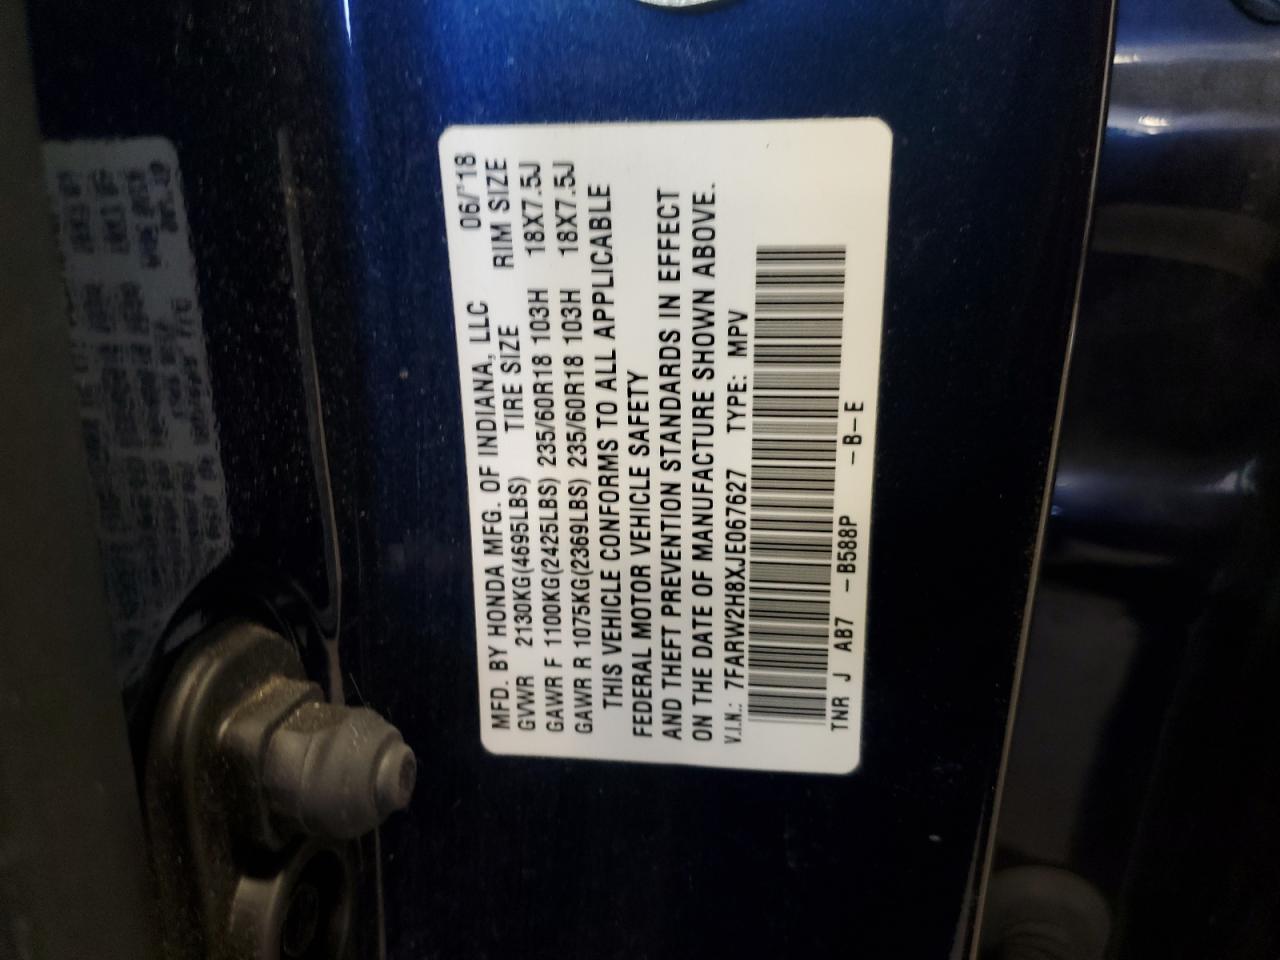 MFD. BY HONDA MFG. OF INDIANA, LLC 06/'18
GVWR 2130KG(4695LBS) TIRE SIZE RIM SIZE
GAWR F 1100KG(2425LBS) 235/60R18 103H 18X7.5J
GAWR R 1075KG(2369LBS) 235/60R18 103H 18X7.5J
THIS VEHICLE CONFORMS TO ALL APPLICABLE
FEDERAL MOTOR VEHICLE SAFETY
AND THEFT PREVENTION STANDARDS IN EFFECT
ON THE DATE OF MANUFACTURE SHOWN ABOVE.
V.I.N.: 7FARW2H8XJE067627 TYPE: MPV
TNR J AB7 -B588P -B-E